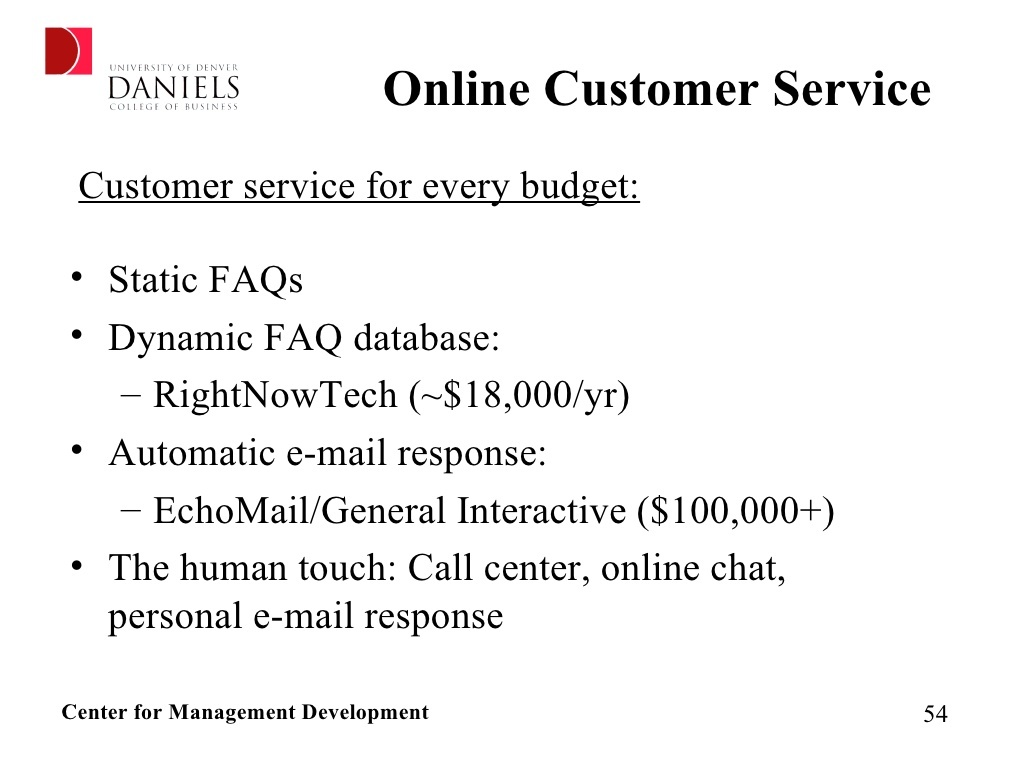 UNIVERSITY OF DENVER
DANIELS
COLLEGE OF BUSINESS
Online Customer Service
Customer service for every budget:
• Static FAQs
• Dynamic FAQ database:
– RightNowTech (~$18,000/yr)
• Automatic e-mail response:
– EchoMail/General Interactive ($100,000+)
• The human touch: Call center, online chat,
personal e-mail response
Center for Management Development
54